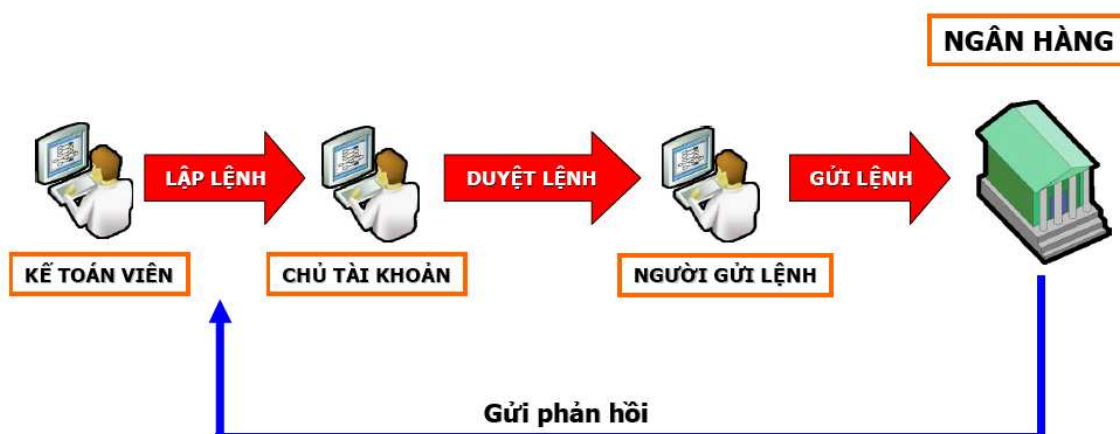 NGÂN HÀNG
LẬP LỆNH
DUYỆT LỆNH
GỬI LỆNH
KẾ TOÁN VIÊN
CHỦ TÀI KHOẢN
NGƯỜI GỬI LỆNH
Gửi phản hồi